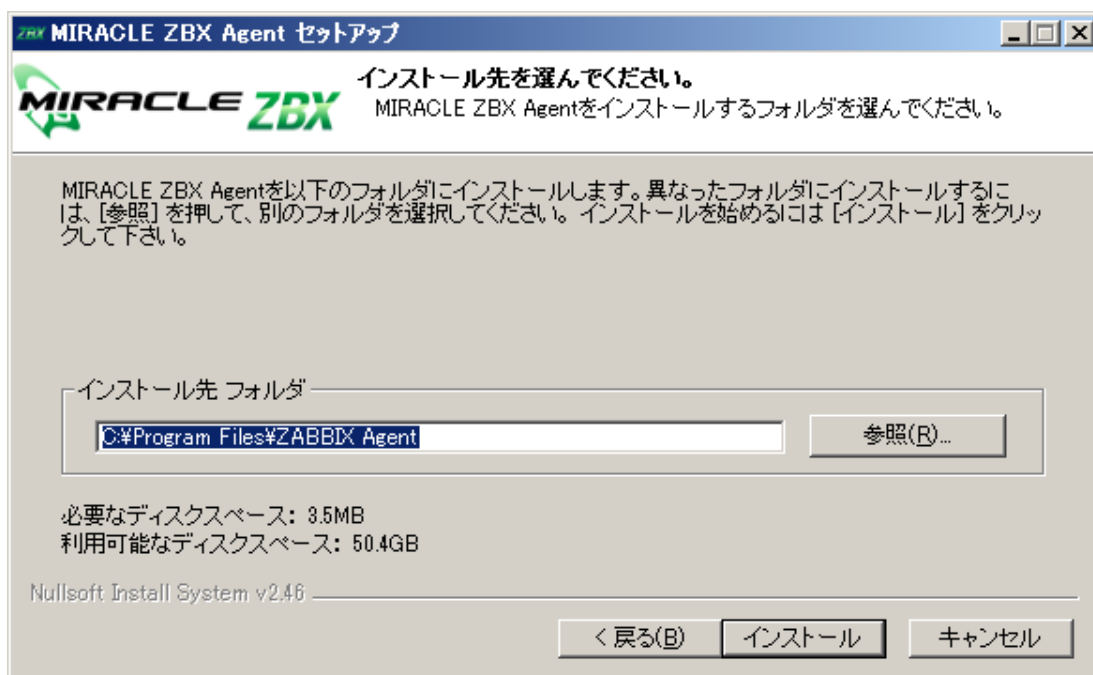 ZBX MIRACLE ZBX Agent セットアップ
MIRACLE ZBX
インストール先を選んでください。
MIRACLE ZBX Agentをインストールするフォルダを選んでください。
MIRACLE ZBX Agentを以下のフォルダにインストールします。異なったフォルダにインストールするに
は、[参照] を押して、別のフォルダを選択してください。インストールを始めるには [インストール] をクリッ
クして下さい。
インストール先 フォルダ
C:¥Program Files¥ZABBIX Agent
参照(R)...
必要なディスクスペース: 3.5MB
利用可能なディスクスペース: 50.4GB
Nullsoft Install System v2.46
< 戻る(B) インストール キャンセル